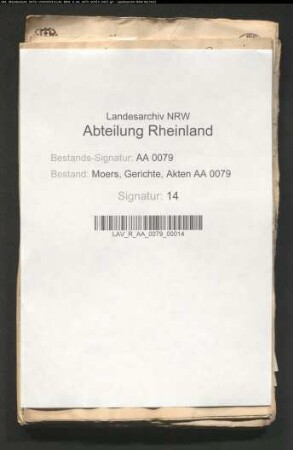 Landesarchiv NRW
Abteilung Rheinland
Bestands-Signatur: AA 0079
Bestand: Moers, Gerichte, Akten AA 0079
Signatur: 14
LAV_R_AA_0079_00014